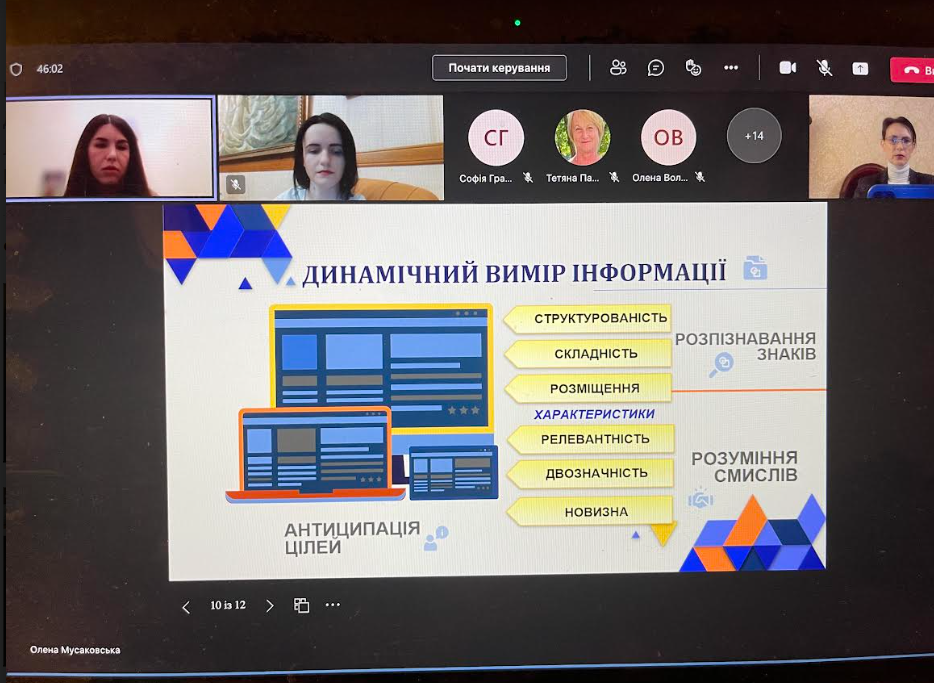 46:02
Почати керування
СГ
ОВ
+14
Софія Гра...
Тетяна Па...
Олена Вол...
ДИНАМІЧНИЙ ВИМІР ІНФОРМАЦІЇ
СТРУКТУРОВАНІСТЬ
СКЛАДНІСТЬ
РОЗМІЩЕННЯ
ХАРАКТЕРИСТИКИ
РЕЛЕВАНТНІСТЬ
ДВОЗНАЧНІСТЬ
НОВИЗНА
РОЗПІЗНАВАННЯ
ЗНАКІВ
РОЗУМІННЯ
СМИСЛІВ
АНТИЦИПАЦІЯ
ЦІЛЕЙ
10 із 12
Олена Мусаковська